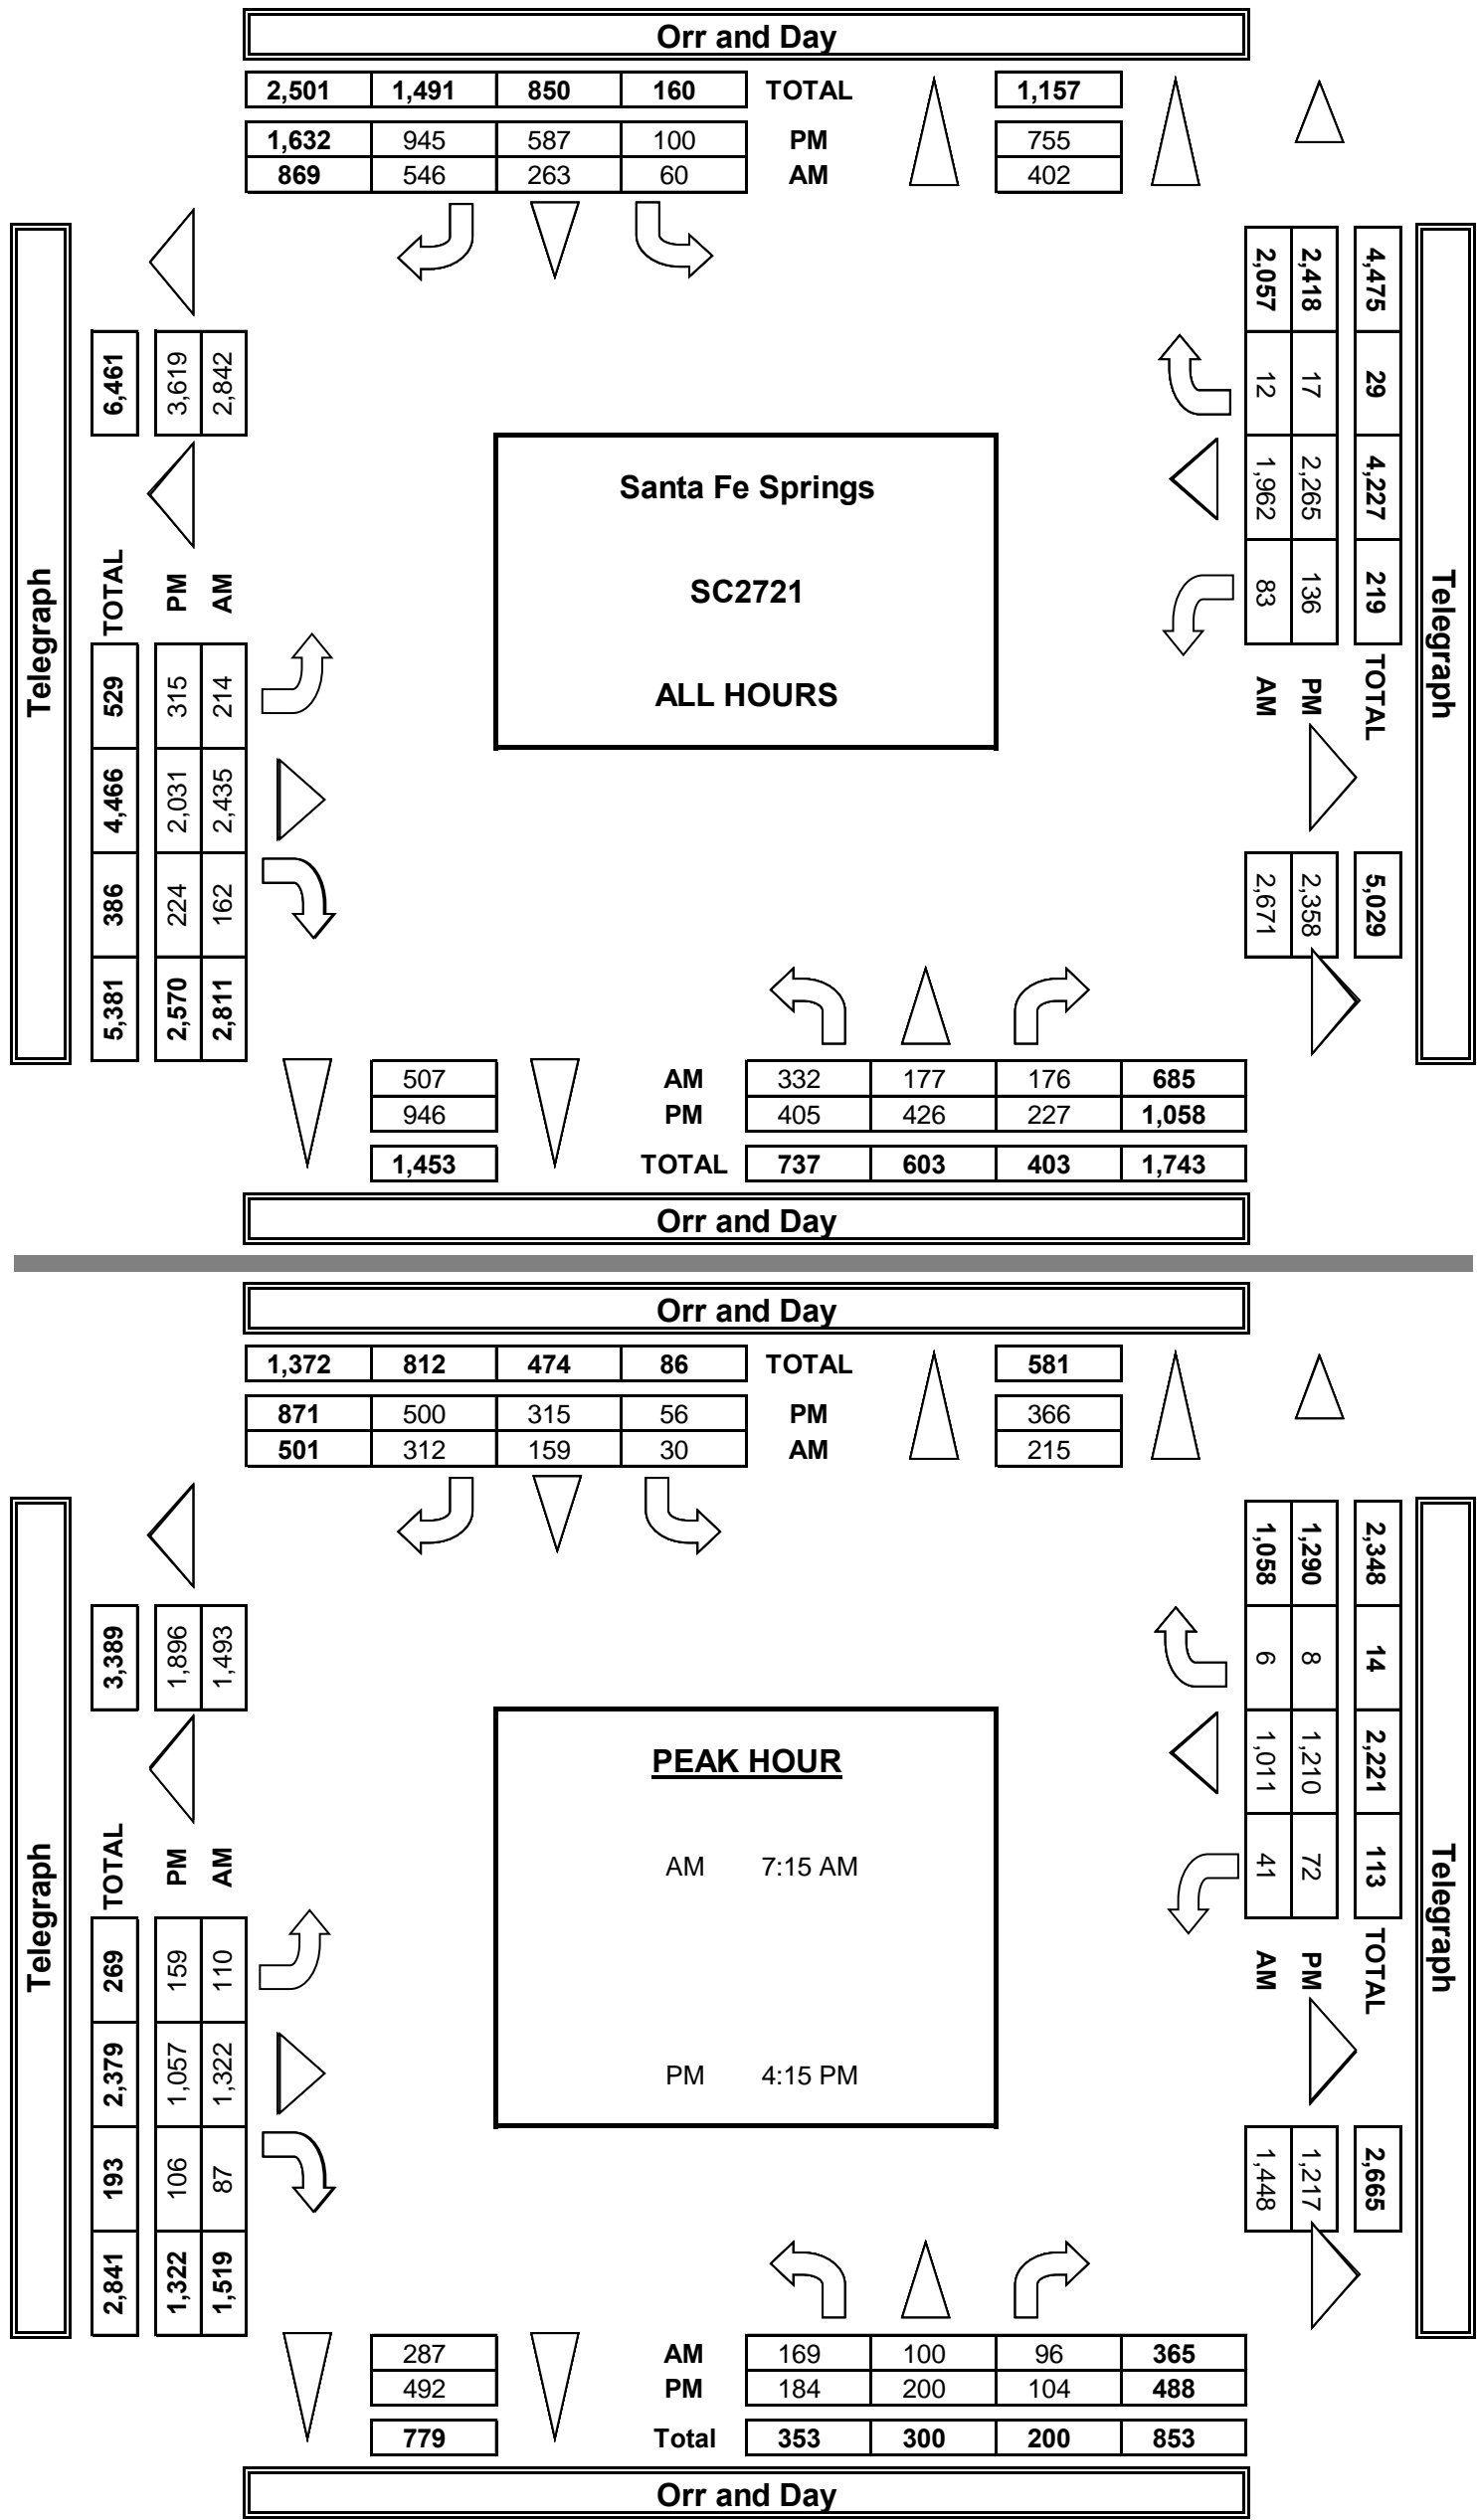 Orr and Day
2,501 1,491 850 160 TOTAL 1,157
1,632 945 587 100 PM 755
869 546 263 60 AM 402
Telegraph
6,461
3,619
2,842
TOTAL 529 4,466 386 5,381
PM 315 2,031 224 2,570
AM 214 2,435 162 2,811
Santa Fe Springs
SC2721
ALL HOURS
4,475 29 4,227 219 TOTAL 5,029
2,418 17 2,265 136 PM 2,358
2,057 12 1,962 83 AM 2,671
Telegraph
507 AM 332 177 176 685
946 PM 405 426 227 1,058
1,453 TOTAL 737 603 403 1,743
Orr and Day
Orr and Day
1,372 812 474 86 TOTAL 581
871 500 315 56 PM 366
501 312 159 30 AM 215
Telegraph
3,389
1,896
1,493
TOTAL 269 2,379 193 2,841
PM 159 1,057 106 1,322
AM 110 1,322 87 1,519
PEAK HOUR
AM 7:15 AM
PM 4:15 PM
2,348 14 2,221 113 TOTAL 2,665
1,290 8 1,210 72 PM 1,217
1,058 6 1,011 41 AM 1,448
Telegraph
287 AM 169 100 96 365
492 PM 184 200 104 488
779 Total 353 300 200 853
Orr and Day